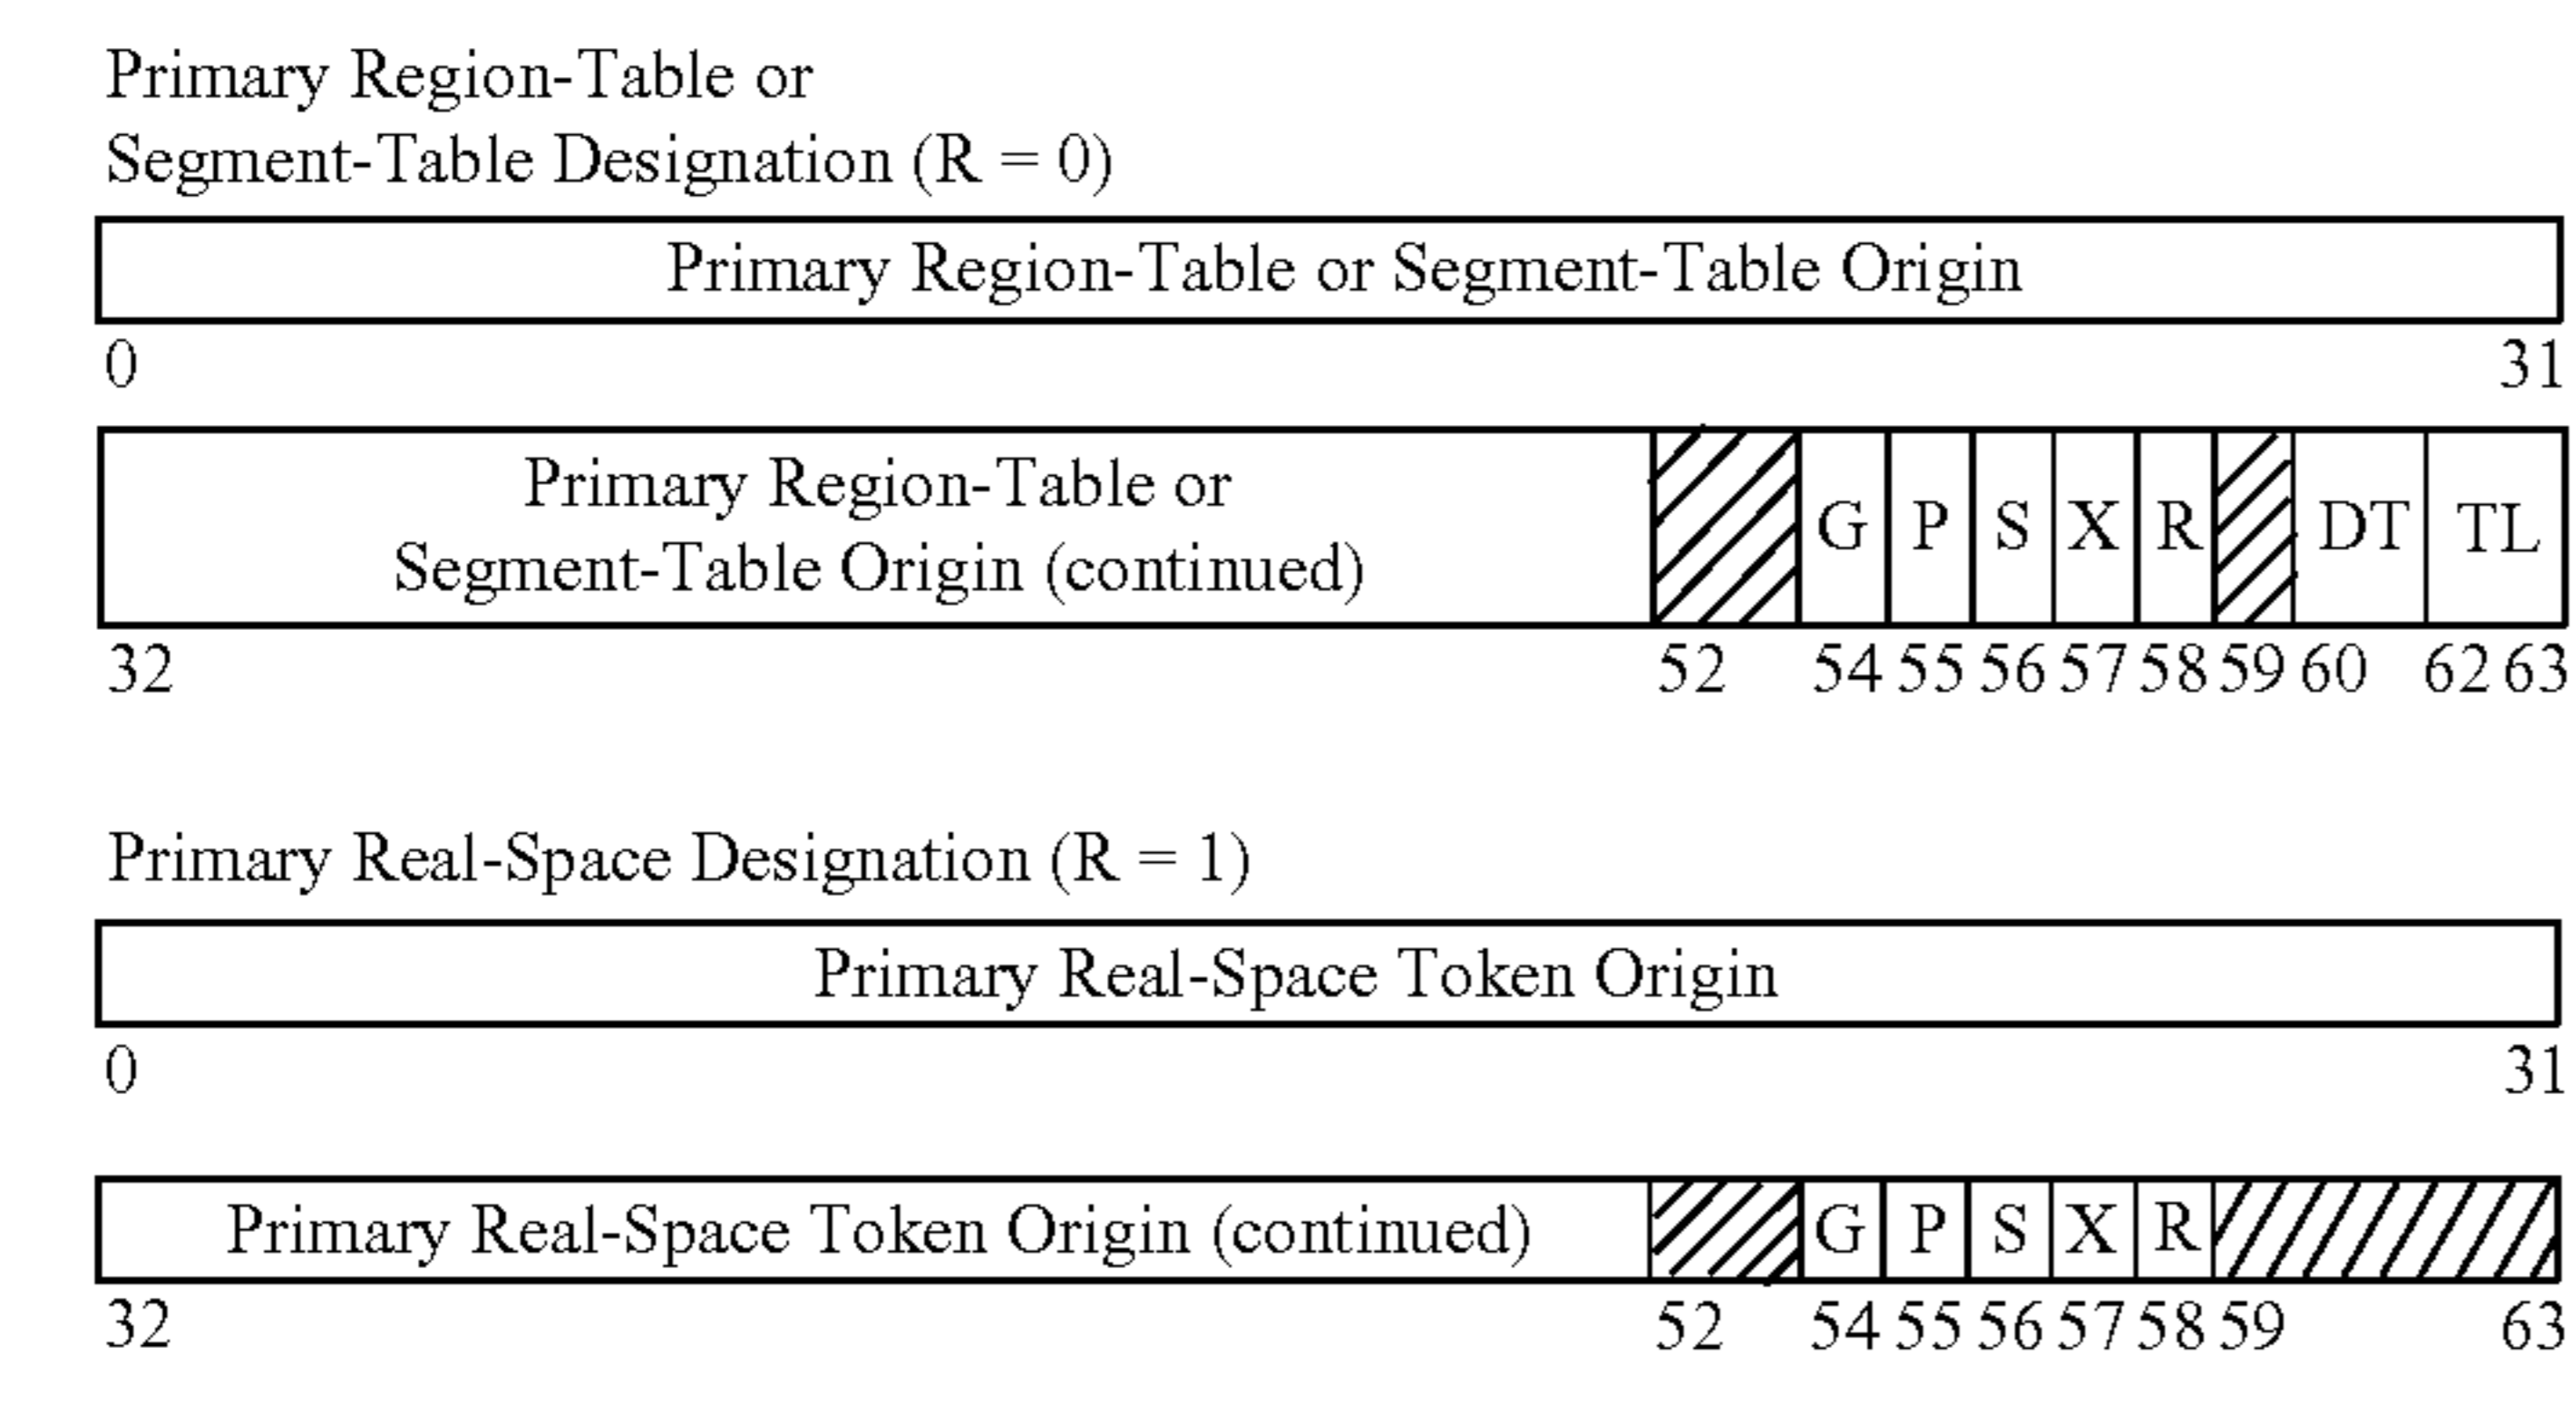 Primary Region-Table or
Segment-Table Designation (R = 0)
Primary Region-Table or Segment-Table Origin
0 31
Primary Region-Table or
Segment-Table Origin (continued)
G P S X R DT TL
32 52 54 55 56 57 58 59 60 62 63
Primary Real-Space Designation (R = 1)
Primary Real-Space Token Origin
0 31
Primary Real-Space Token Origin (continued) G P S X R
32 52 54 55 56 57 58 59 63